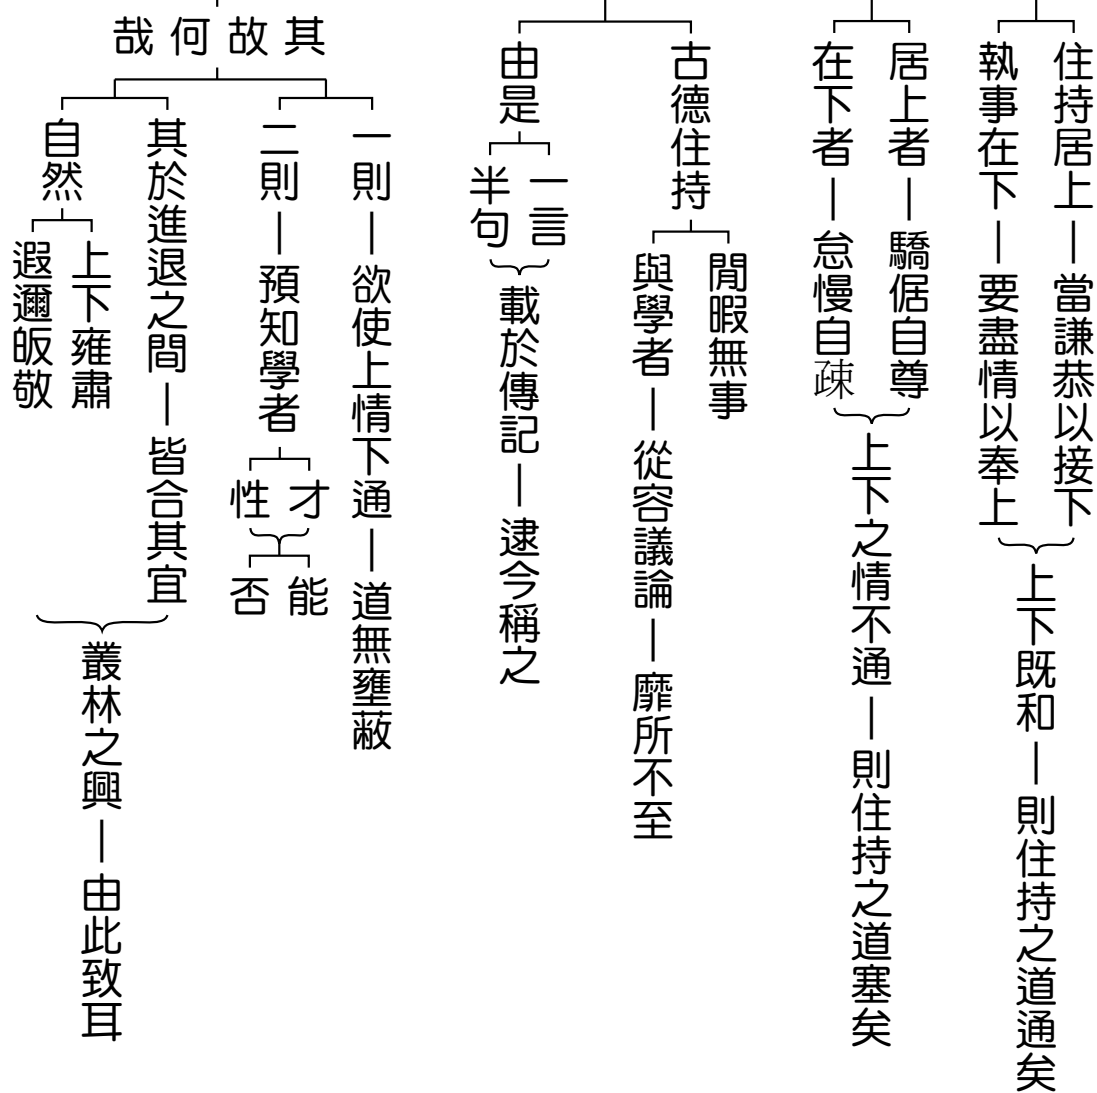 住持居上｜當謙恭以接下
執事在下｜要盡情以奉上
上下既和｜則住持之道通矣
居上者｜驕倨自尊
在下者｜怠慢自疎
上下之情不通｜則住持之道塞矣
古德住持
閒暇無事
與學者｜從容議論｜靡所不至
由是
一言
半句
載於傳記｜逮今稱之
其故何哉
一則｜欲使上情下通｜道無壅蔽
二則｜預知學者
才
性
能
否
其於進退之間｜皆合其宜
自然
上下雍肅
遐邇皈敬
叢林之興｜由此致耳